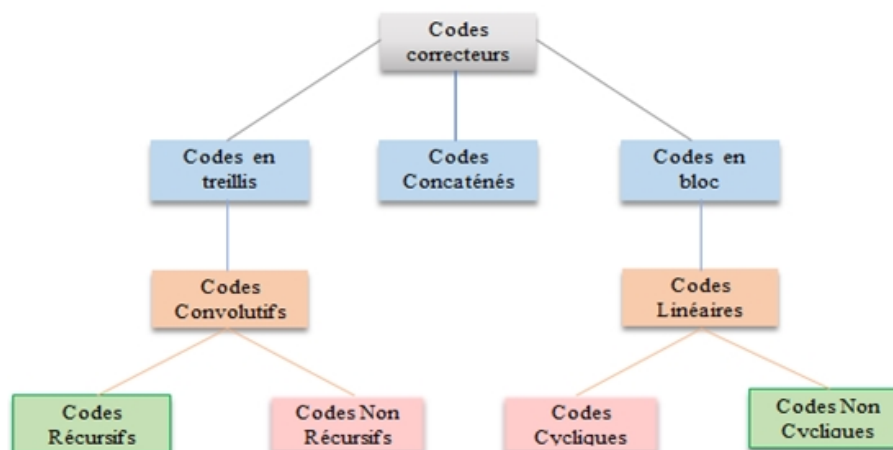 Codes
correcteurs
Codes en
treillis
Codes
Concaténés
Codes en
bloc
Codes
Convolutifs
Codes
Linéaires
Codes
Récursifs
Codes Non
Récursifs
Codes
Cycliques
Codes Non
Cycliques